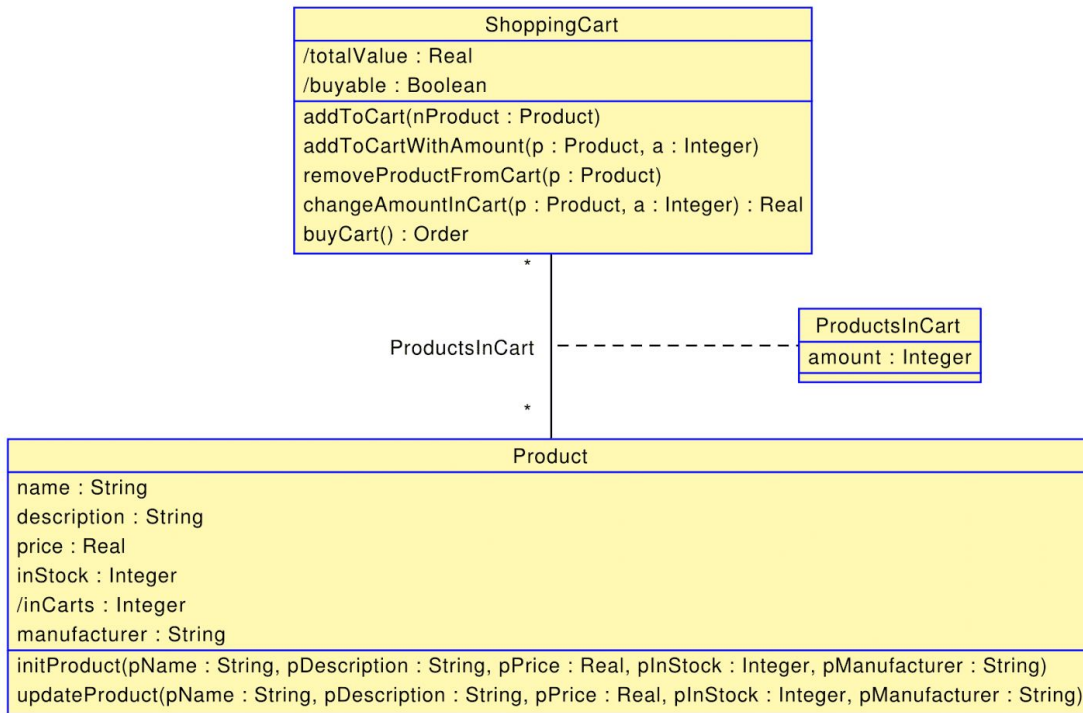 ShoppingCart
/totalValue : Real
/buyable : Boolean
addToCart(nProduct : Product)
addToCartWithAmount(p : Product, a : Integer)
removeProductFromCart(p : Product)
changeAmountInCart(p : Product, a : Integer) : Real
buyCart() : Order
*
ProductsInCart
ProductsInCart
amount : Integer
*
Product
name : String
description : String
price : Real
inStock : Integer
/inCarts : Integer
manufacturer : String
initProduct(pName : String, pDescription : String, pPrice : Real, pInStock : Integer, pManufacturer : String)
updateProduct(pName : String, pDescription : String, pPrice : Real, pInStock : Integer, pManufacturer : String)